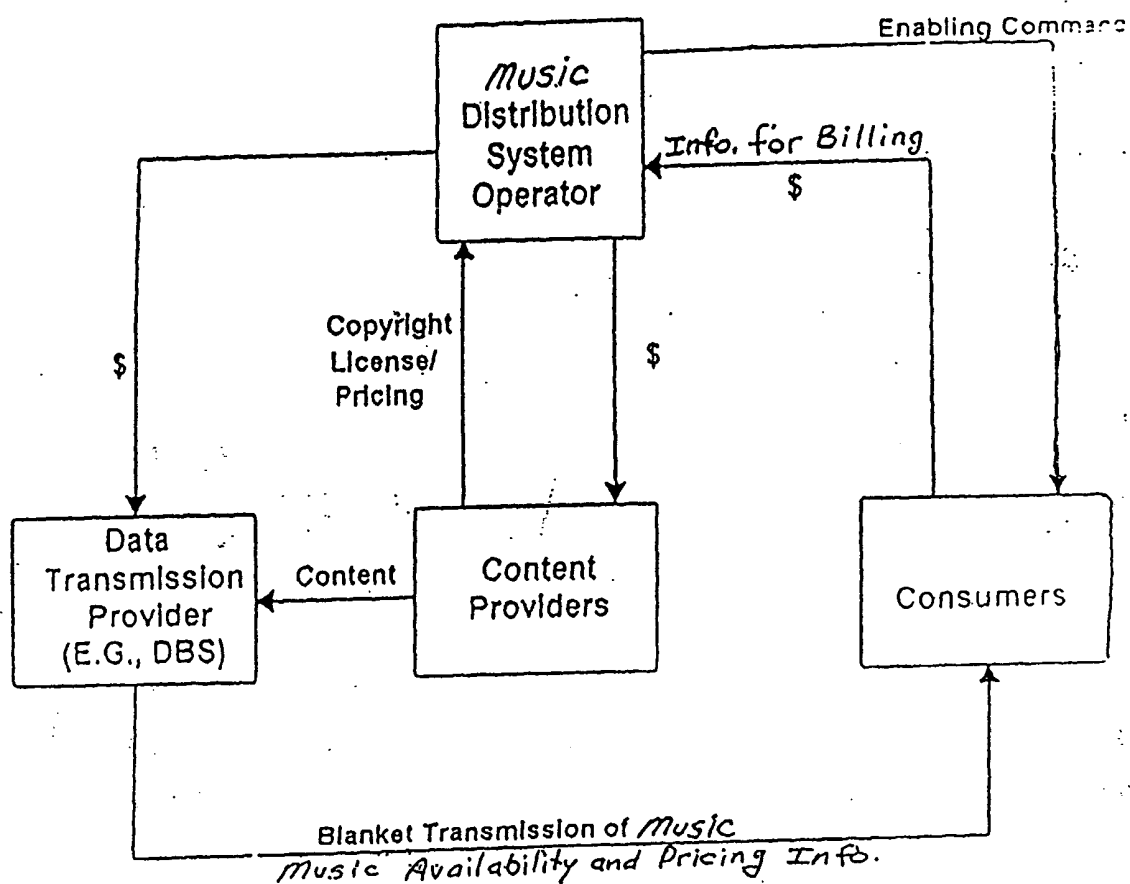 Enabling Command
Music
Distribution
System
Operator
Info. for Billing
$
Copyright
License/
Pricing
$
$
Data
Transmission
Provider
(E.G., DBS)
Content
Content
Providers
Consumers
Blanket Transmission of Music
Music Availability and Pricing Info.